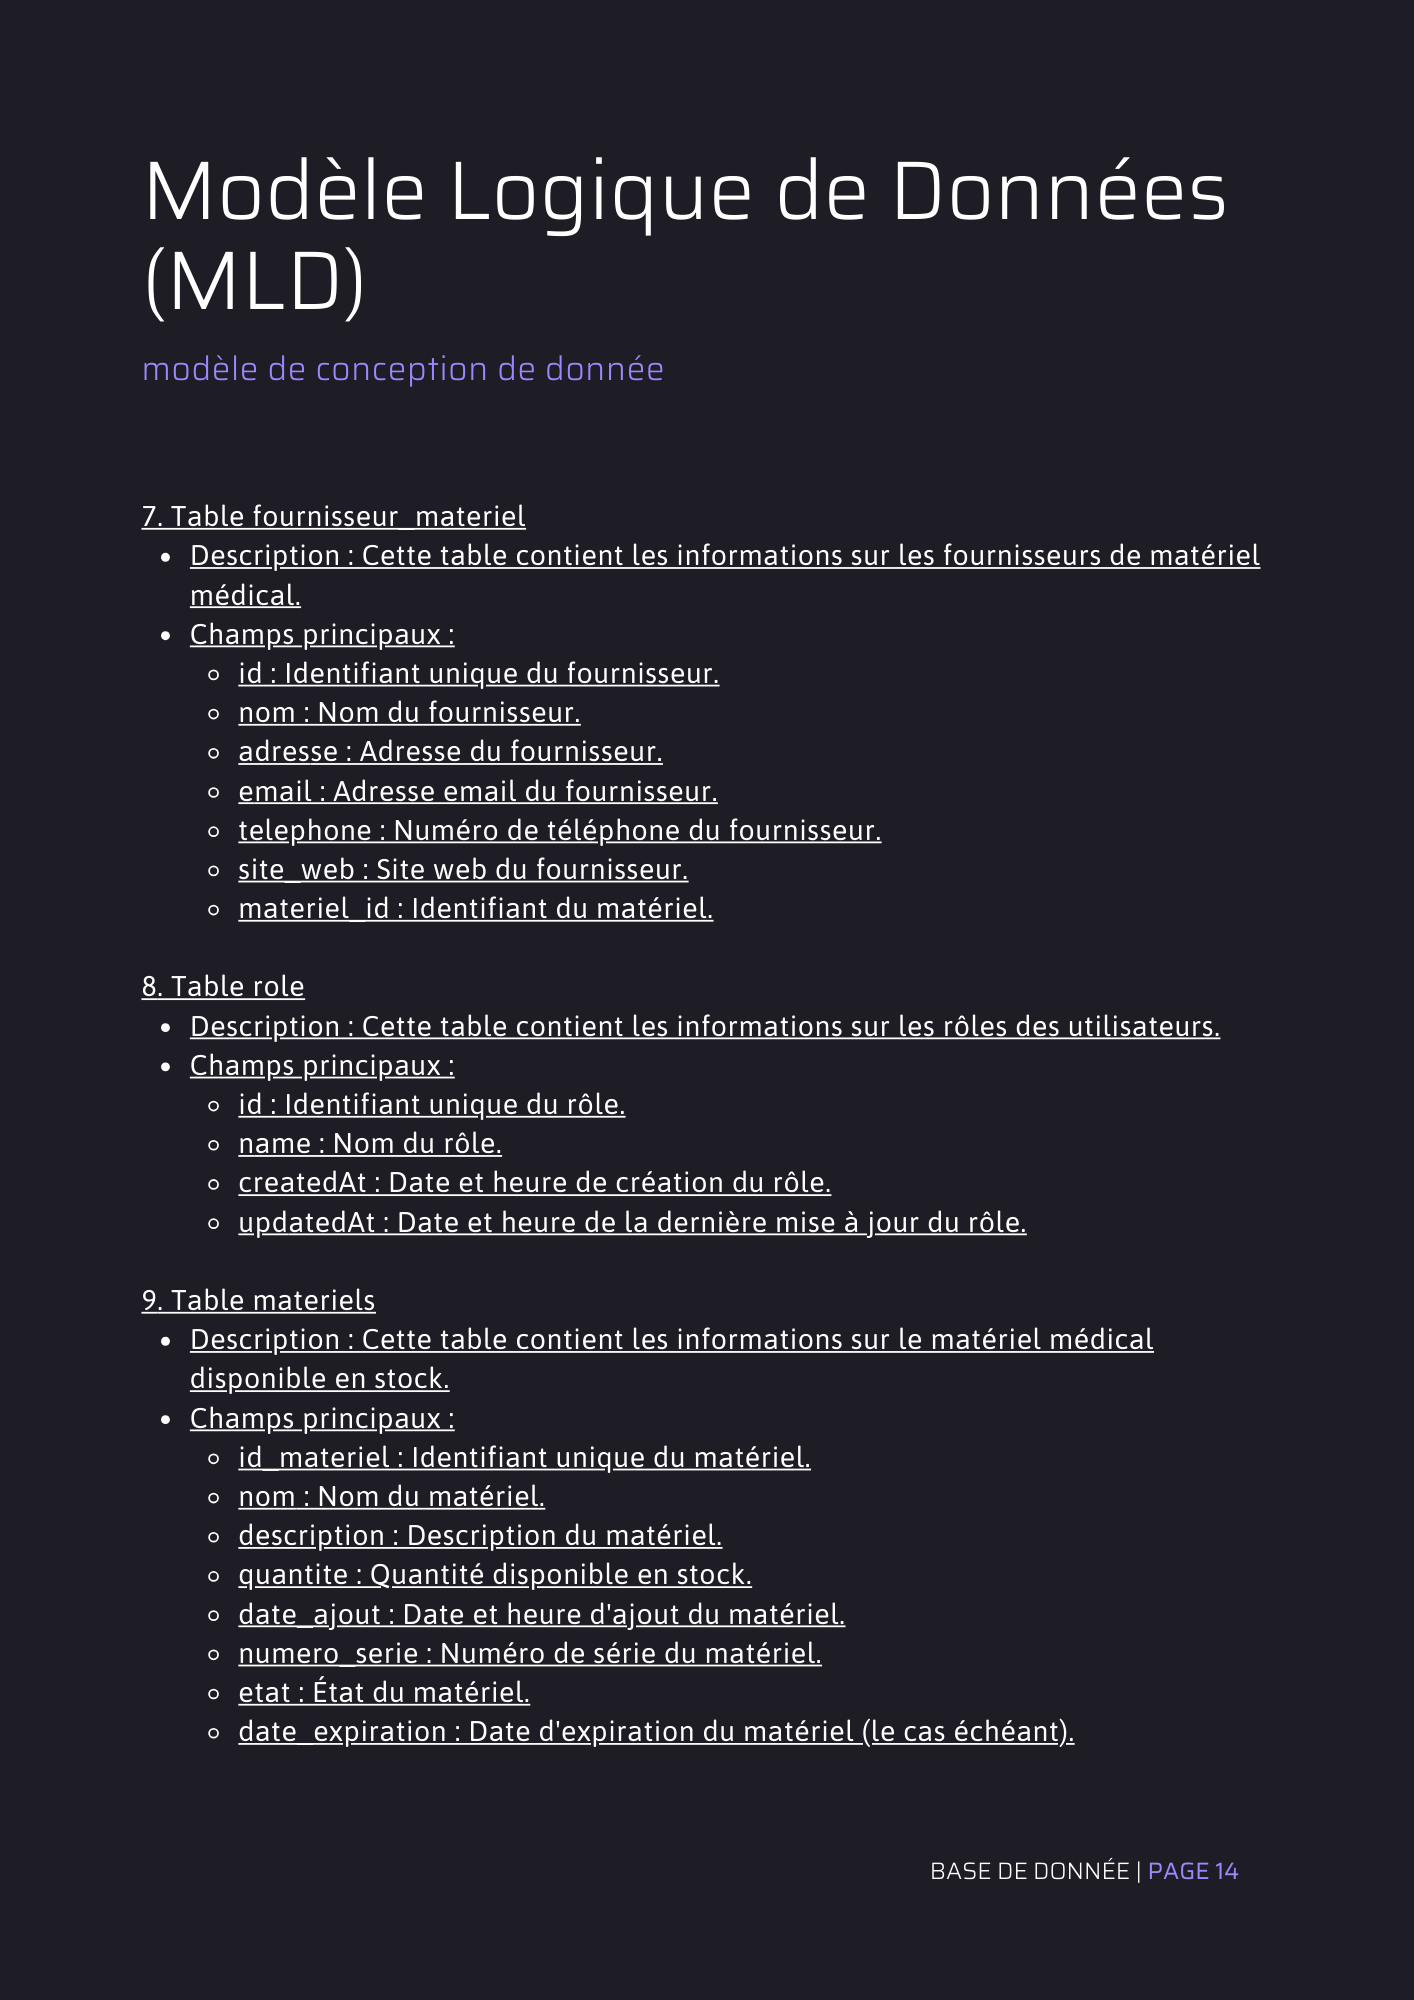 Modèle Logique de Données
(MLD)
modèle de conception de donnée
7. Table fournisseur_materiel
• Description : Cette table contient les informations sur les fournisseurs de matériel
médical.
• Champs principaux :
◦ id : Identifiant unique du fournisseur.
◦ nom : Nom du fournisseur.
◦ adresse : Adresse du fournisseur.
◦ email : Adresse email du fournisseur.
◦ telephone : Numéro de téléphone du fournisseur.
◦ site_web : Site web du fournisseur.
◦ materiel_id : Identifiant du matériel.
8. Table role
• Description : Cette table contient les informations sur les rôles des utilisateurs.
• Champs principaux :
◦ id : Identifiant unique du rôle.
◦ name : Nom du rôle.
◦ createdAt : Date et heure de création du rôle.
◦ updatedAt : Date et heure de la dernière mise à jour du rôle.
9. Table materiels
• Description : Cette table contient les informations sur le matériel médical
disponible en stock.
• Champs principaux :
◦ id_materiel : Identifiant unique du matériel.
◦ nom : Nom du matériel.
◦ description : Description du matériel.
◦ quantite : Quantité disponible en stock.
◦ date_ajout : Date et heure d'ajout du matériel.
◦ numero_serie : Numéro de série du matériel.
◦ etat : État du matériel.
◦ date_expiration : Date d'expiration du matériel (le cas échéant).
BASE DE DONNÉE | PAGE 14